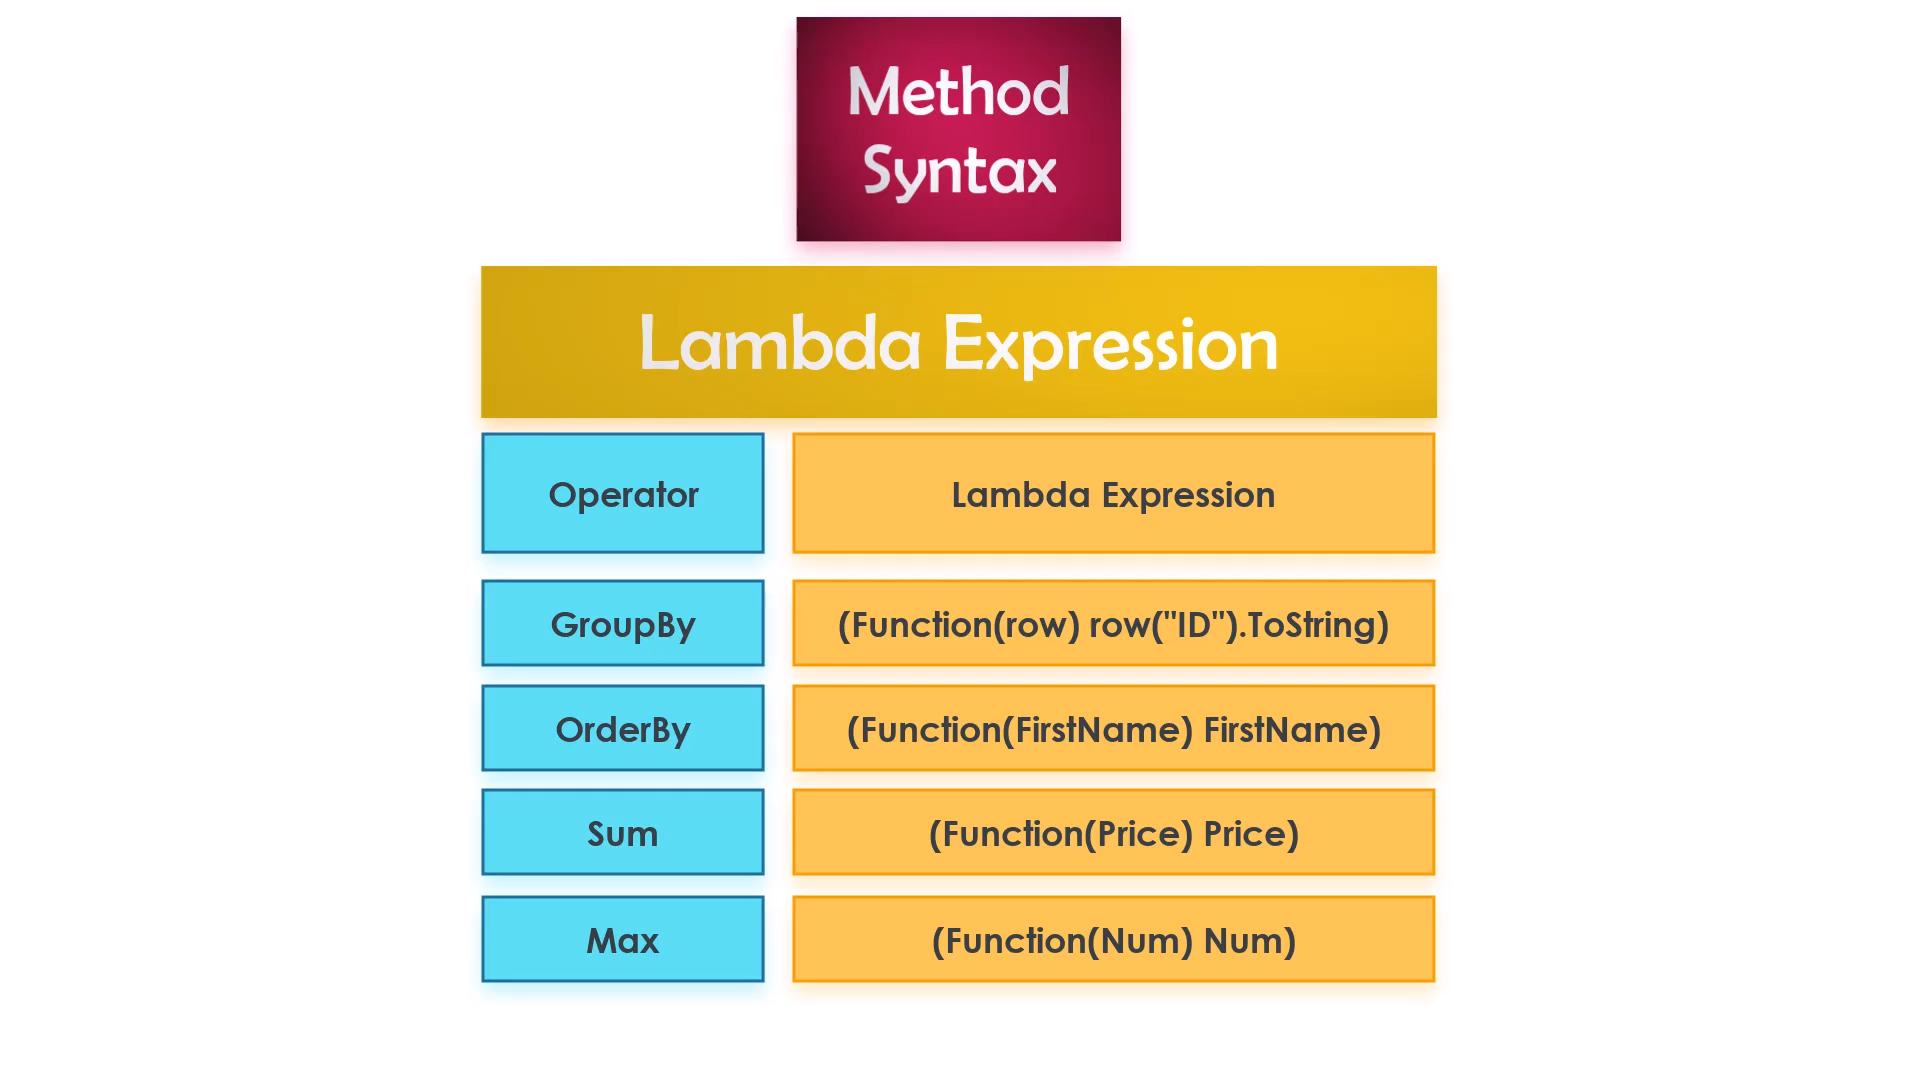 Method
Syntax
Lambda Expression
Operator
Lambda Expression
GroupBy
(Function(row) row("ID").ToString)
OrderBy
(Function(FirstName) FirstName)
Sum
(Function(Price) Price)
Max
(Function(Num) Num)